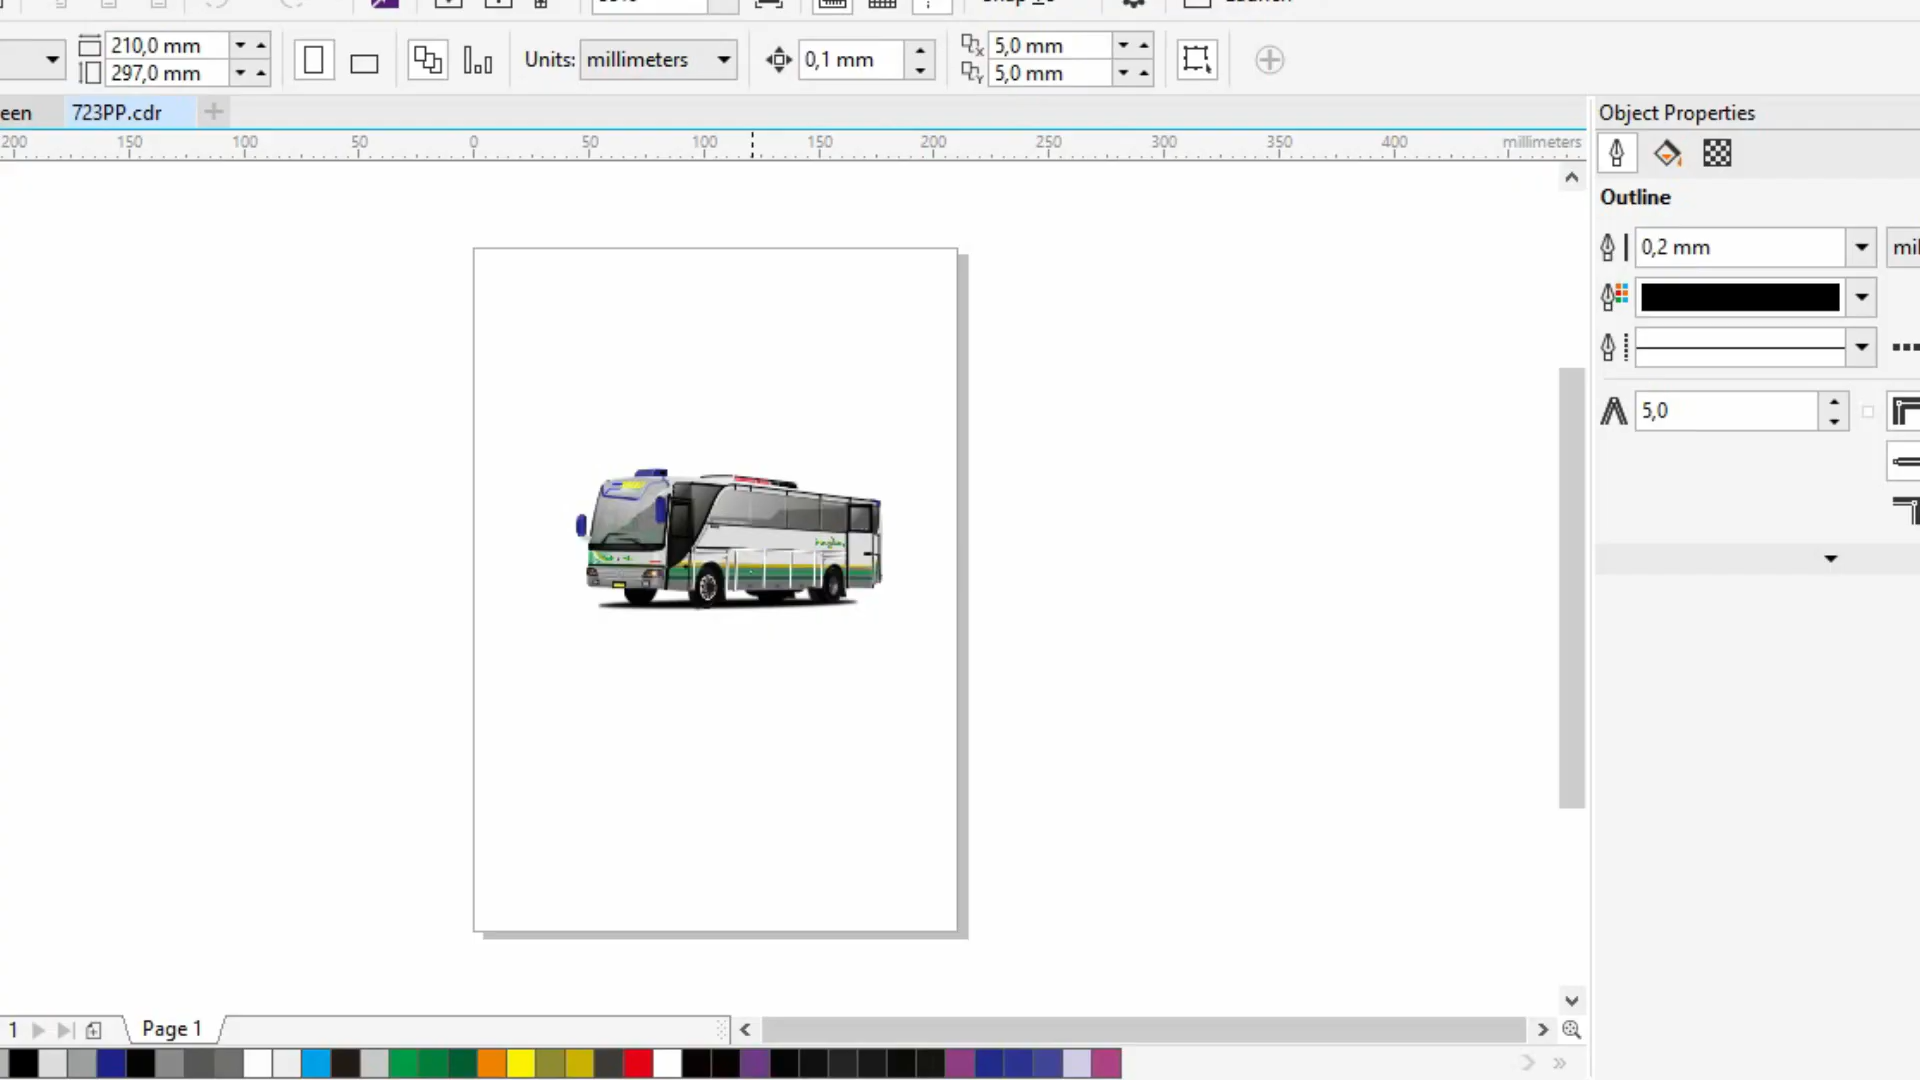 210,0 mm
297,0 mm
Units: millimeters
0,1 mm
5,0 mm
5,0 mm
een
723PP.cdr
200 150 100 50 0 50 100 150 200 250 300 350 400 millimeters
Object Properties
Outline
0,2 mm
mil
5,0
1
Page 1